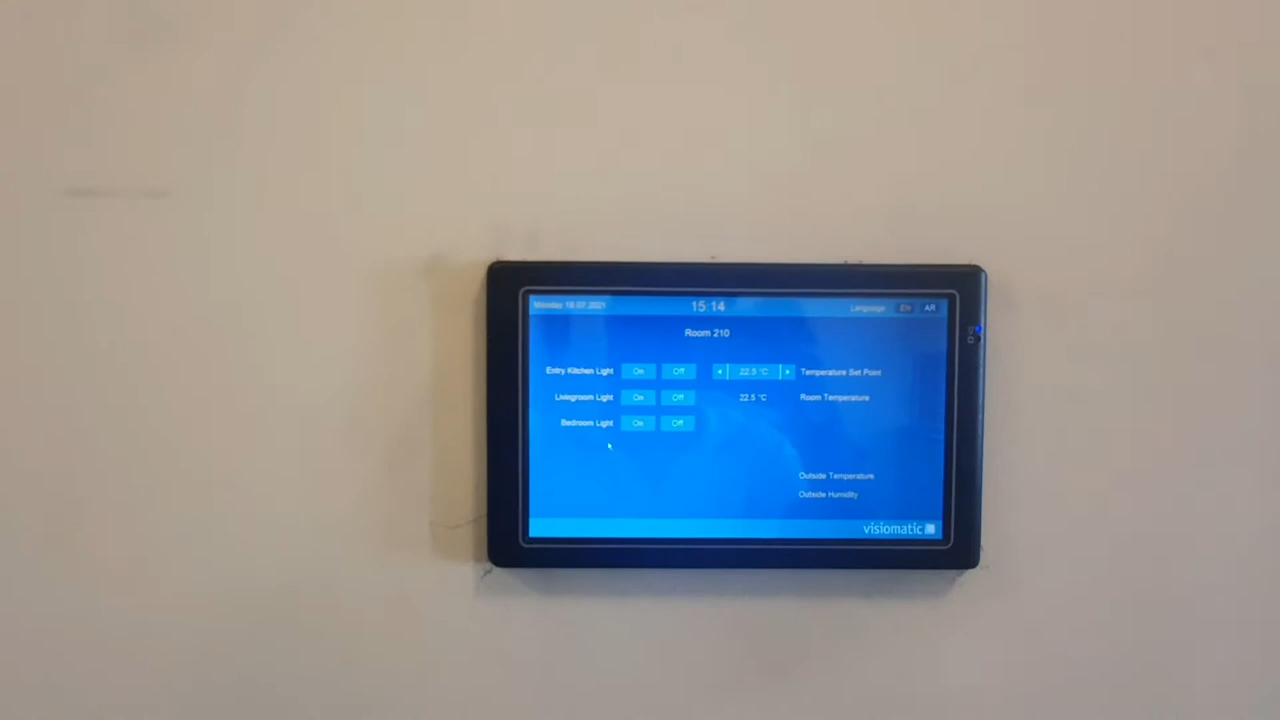 Monday 19.07.2021 15:14 Language EN AR
Room 210
Entry Kitchen Light On Off 22.5 °C Temperature Set Point
Livingroom Light On Off 22.5 °C Room Temperature
Bedroom Light On Off
Outside Temperature
Outside Humidity
visiomatic